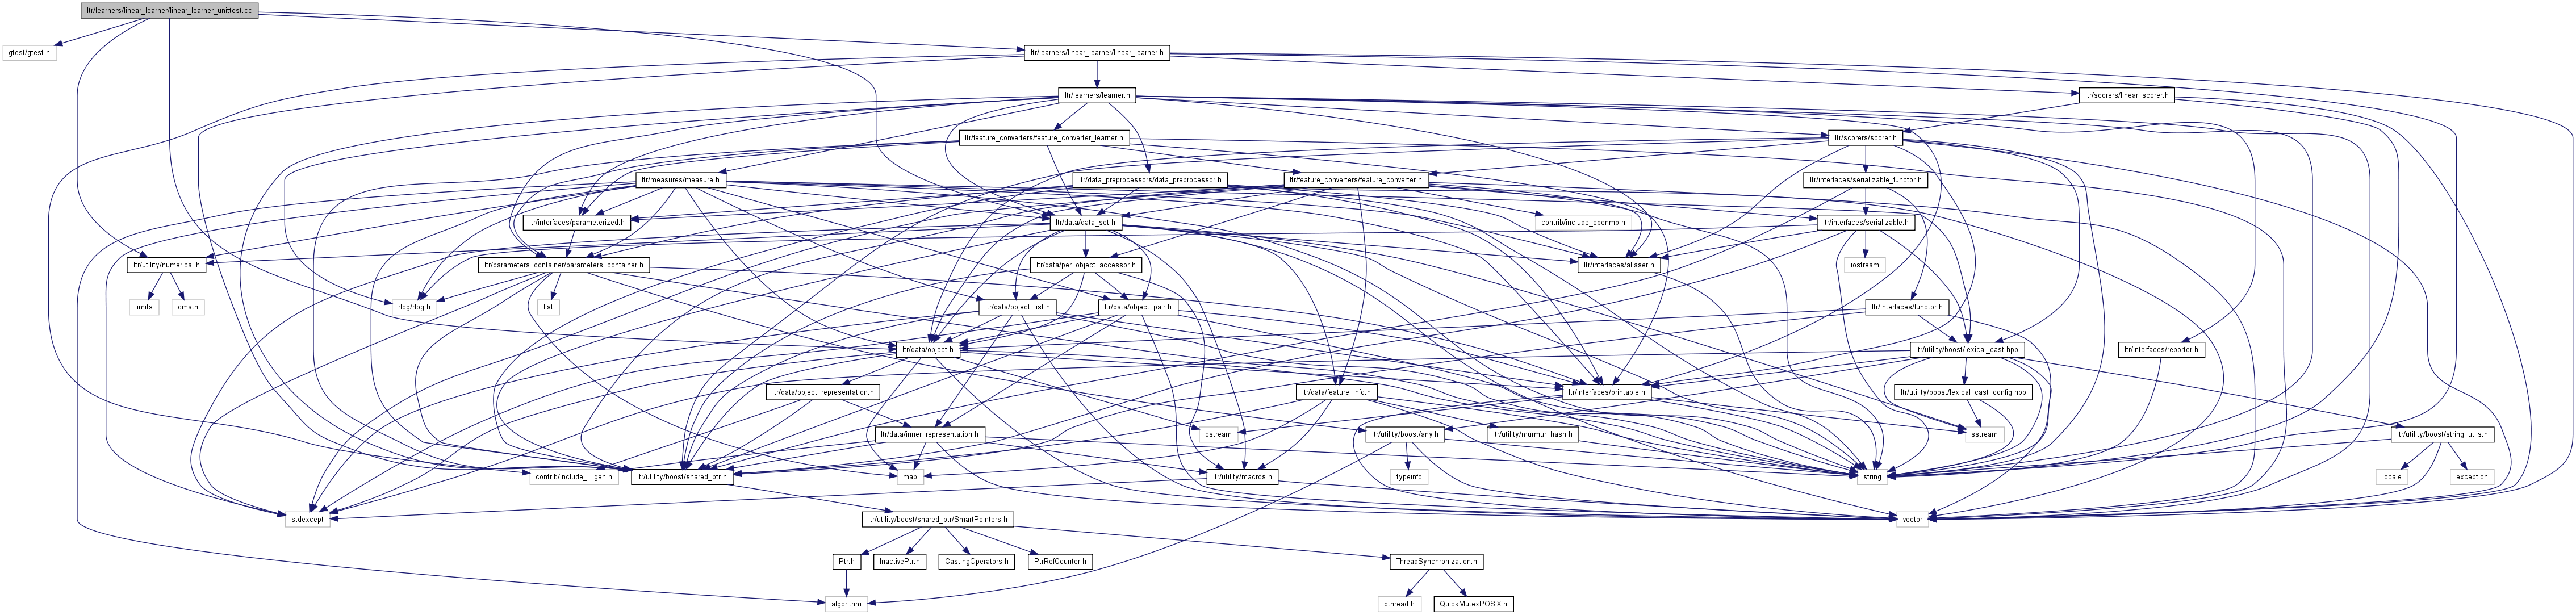 ltr/learners/linear_learner/linear_learner_unittest.cc
gtest/gtest.h
ltr/learners/linear_learner/linear_learner.h
ltr/learners/learner.h
ltr/scorers/linear_scorer.h
ltr/feature_converters/feature_converter_learner.h
ltr/scorers/scorer.h
ltr/measures/measure.h
ltr/data_preprocessors/data_preprocessor.h
ltr/feature_converters/feature_converter.h
ltr/interfaces/serializable_functor.h
ltr/interfaces/parameterized.h
ltr/data/data_set.h
contrib/include_openmp.h
ltr/interfaces/serializable.h
ltr/utility/numerical.h
ltr/parameters_container/parameters_container.h
ltr/data/per_object_accessor.h
ltr/interfaces/aliaser.h
iostream
limits
cmath
rlog/rlog.h
list
ltr/data/object_list.h
ltr/data/object_pair.h
ltr/interfaces/functor.h
ltr/data/object.h
ltr/utility/boost/lexical_cast.hpp
ltr/interfaces/reporter.h
ltr/data/object_representation.h
ltr/data/feature_info.h
ltr/interfaces/printable.h
ltr/utility/boost/lexical_cast_config.hpp
ltr/data/inner_representation.h
ostream
ltr/utility/boost/any.h
ltr/utility/murmur_hash.h
sstream
ltr/utility/boost/string_utils.h
contrib/include_Eigen.h
ltr/utility/boost/shared_ptr.h
map
ltr/utility/macros.h
typeinfo
string
locale
exception
stdexcept
ltr/utility/boost/shared_ptr/SmartPointers.h
vector
Ptr.h
InactivePtr.h
CastingOperators.h
PtrRefCounter.h
ThreadSynchronization.h
algorithm
pthread.h
QuickMutexPOSIX.h